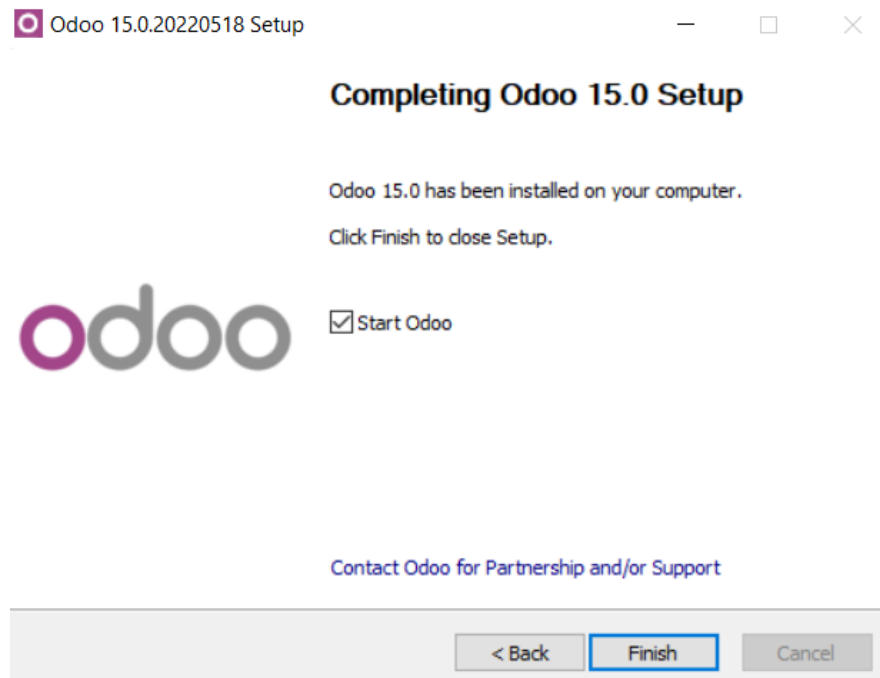 Odoo 15.0.20220518 Setup
Completing Odoo 15.0 Setup
Odoo 15.0 has been installed on your computer.
Click Finish to close Setup.
odoo
Start Odoo
Contact Odoo for Partnership and/or Support
< Back
Finish
Cancel